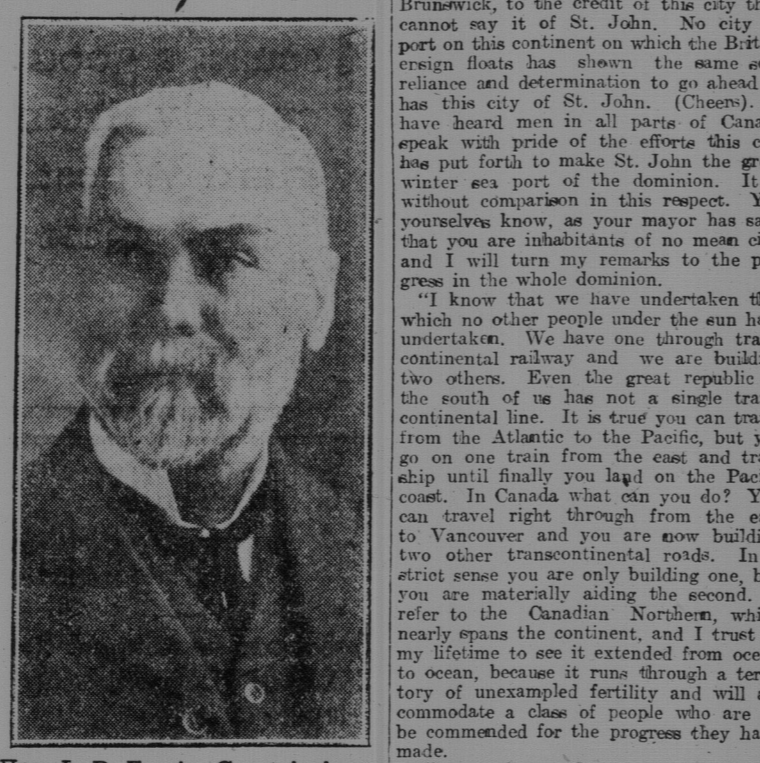 Brunswick, to the credit of this city
cannot say it of St. John. No city
port on this continent on which the Brit
ersign floats has shown the same
reliance and determination to go ahead
has this city of St. John. (Cheers).
have heard men in all parts of Cana
speak with pride of the efforts this c
has put forth to make St. John the gr
winter sea port of the dominion. It
without comparison in this respect. Y
yourselves know, as your mayor has sa
that you are inhabitants of no mean ci
and I will turn my remarks to the p
gress in the whole dominion.
"I know that we have undertaken
which no other people under the sun ha
undertaken. We have one through tra
continental railway and we are buildi
two others. Even the great republic
the south of us has not a single tra
continental line. It is true you can tra
from the Atlantic to the Pacific, but y
go on one train from the east and tra
ship until finally you land on the Pac
coast. In Canada what can you do? Y
can travel right through from the e
to Vancouver and you are now buildi
two other transcontinental roads. In
strict sense you are only building one, b
you are materially aiding the second.
refer to the Canadian Northern, whi
nearly spans the continent, and I trust
my lifetime to see it extended from oce
to ocean, because it runs through a ter
tory of unexampled fertility and will a
commodate a class of people who are
be commended for the progress they ha
made.